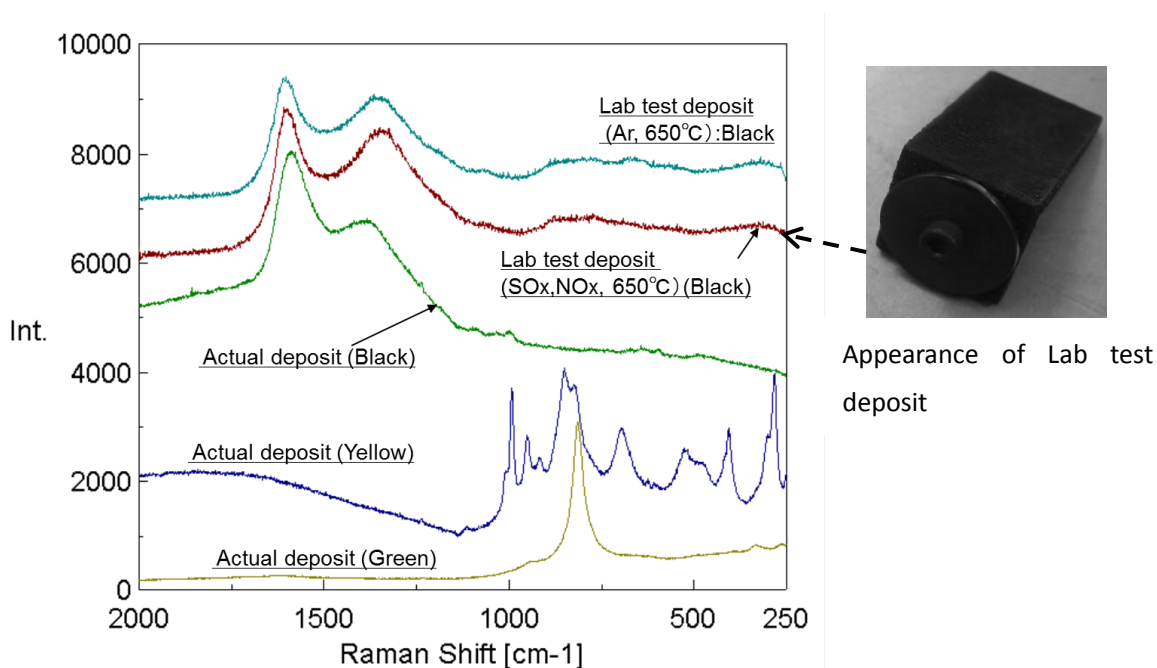 10000
8000
6000
4000
2000
0
Int.
Lab test deposit
(Ar, 650℃):Black
Lab test deposit
(SOx,NOx, 650℃) (Black)
Actual deposit (Black)
Actual deposit (Yellow)
Actual deposit (Green)
2000
1500
1000
500
250
Raman Shift [cm-1]
Appearance of Lab test
deposit